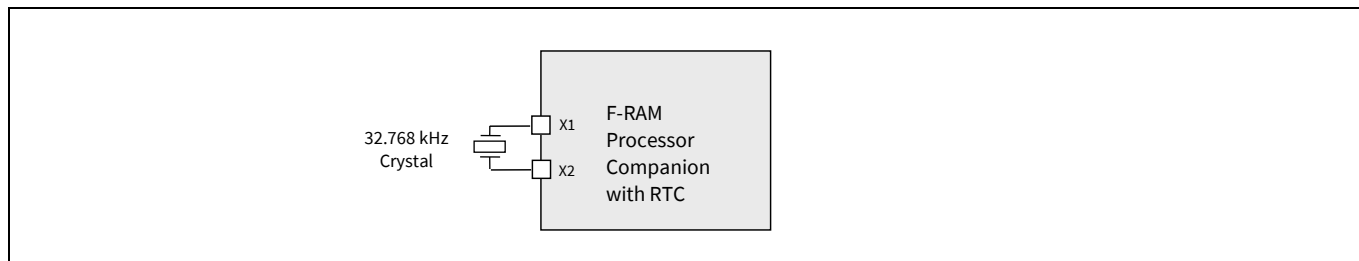 32.768 kHz
Crystal
X1
X2
F-RAM
Processor
Companion
with RTC